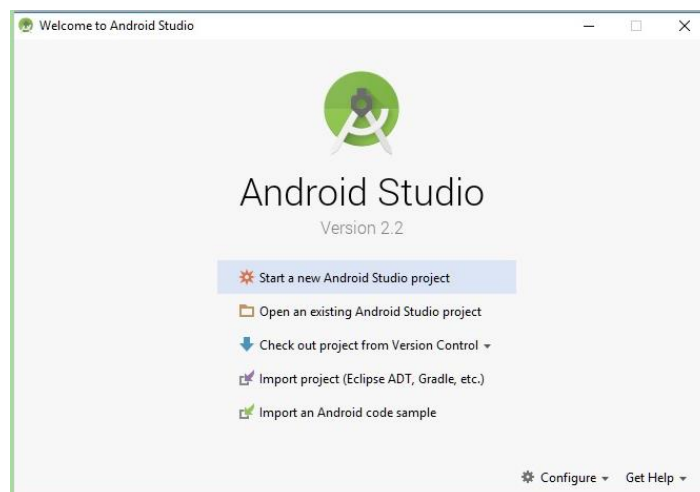 Welcome to Android Studio
Android Studio
Version 2.2
Start a new Android Studio project
Open an existing Android Studio project
Check out project from Version Control
Import project (Eclipse ADT, Gradle, etc.)
Import an Android code sample
Configure Get Help